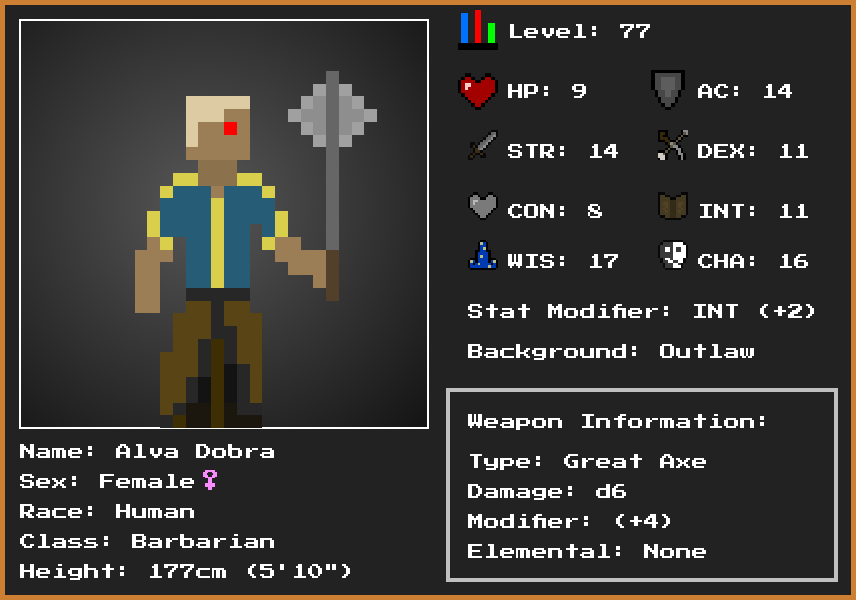 Level: 77
HP: 9 AC: 14
STR: 14 DEX: 11
CON: 8 INT: 11
WIS: 17 CHA: 16
Stat Modifier: INT (+2)
Background: Outlaw
Weapon Information:
Type: Great Axe
Damage: d6
Modifier: (+4)
Elemental: None
Name: Alva Dobra
Sex: Female♀
Race: Human
Class: Barbarian
Height: 177cm (5'10")